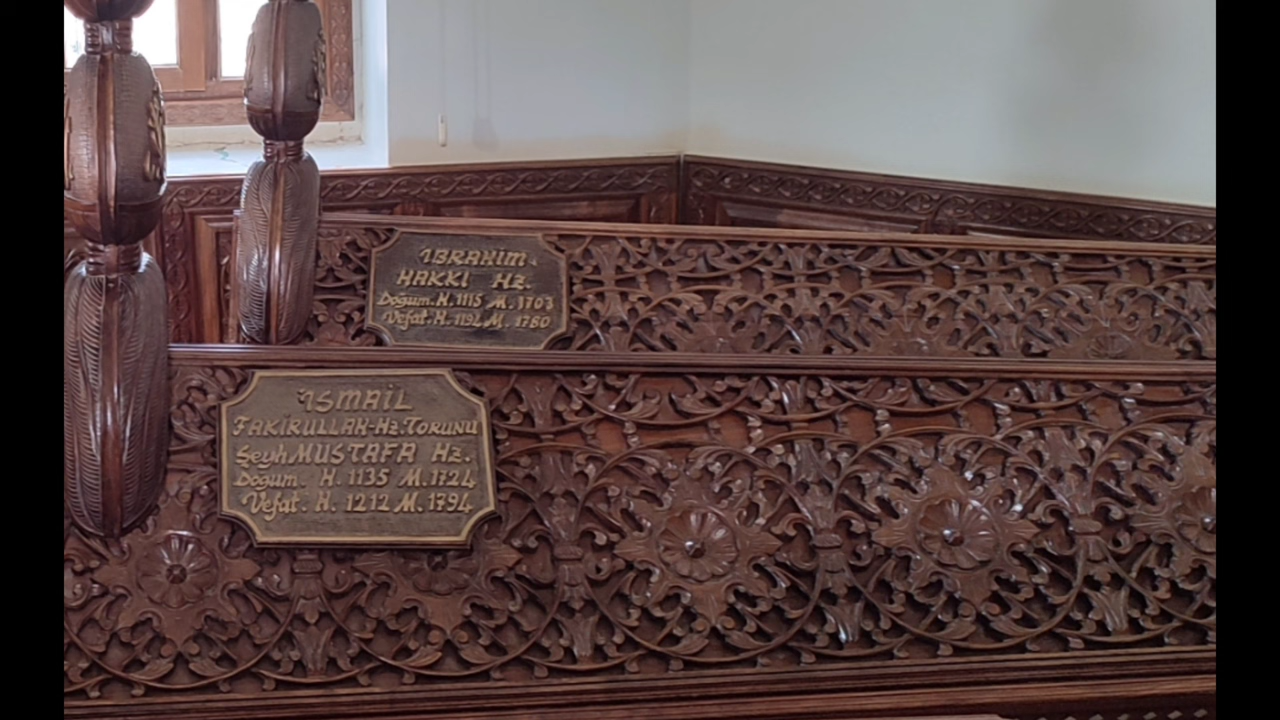 İBRAHİM
HAKKI Hz.
Doğum. H. 1115 M. 1703
Vefat. H. 1194 M. 1780
İSMAİL
FAKİRULLAH-Hz. TORUNU
Şeyh MUSTAFA Hz.
Doğum. H. 1135 M. 1724
Vefat. H. 1212 M. 1794